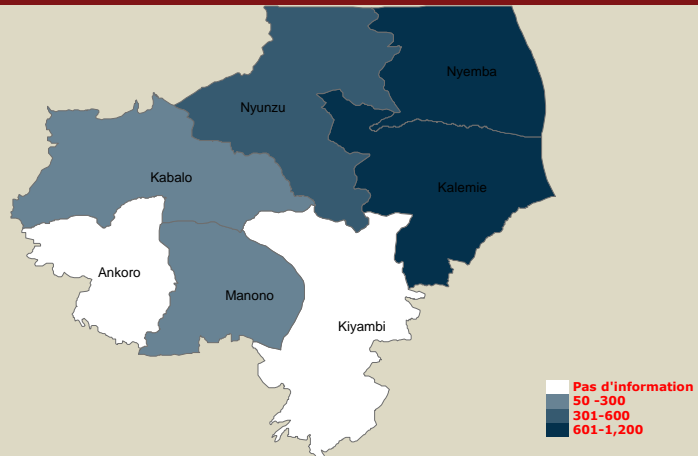 Nyemba
Nyunzu
Kabalo
Kalemie
Ankoro
Manono
Kiyambi
Pas d'information
50 -300
301-600
601-1,200